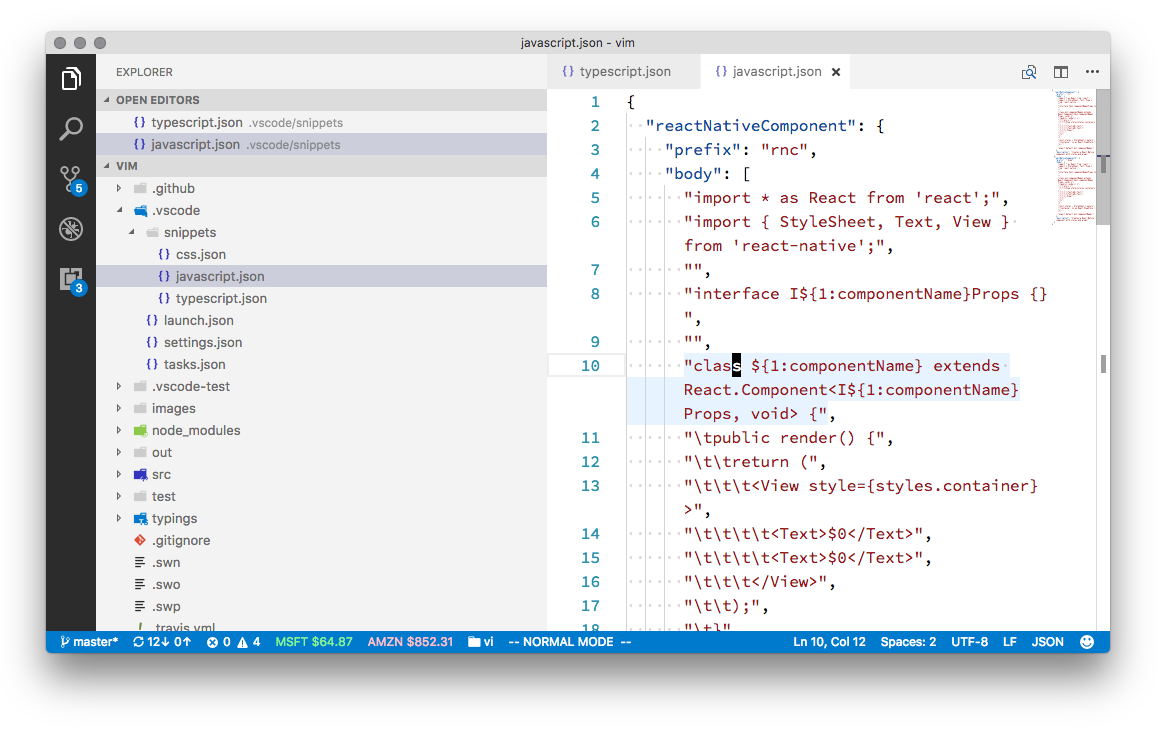 javascript.json - vim
EXPLORER
OPEN EDITORS
{} typescript.json .vscode/snippets
{} javascript.json .vscode/snippets
VIM
.github
.vscode
snippets
{} css.json
{} javascript.json
{} typescript.json
{} launch.json
{} settings.json
{} tasks.json
.vscode-test
images
node_modules
out
src
test
typings
.gitignore
.swn
.swo
.swp
.travis.yml
5
3
{} typescript.json
{} javascript.json
1 {
2 "reactNativeComponent": {
3 "prefix": "rnc",
4 "body": [
5 "import * as React from 'react';",
6 "import { StyleSheet, Text, View }
from 'react-native';",
7 "",
8 "interface I${1:componentName}Props {}
",
9 "",
10 "class ${1:componentName} extends
React.Component<I${1:componentName}
Props, void> {",
11 "\tpublic render() {",
12 "\t\treturn (",
13 "\t\t\t<View style={styles.container}
>",
14 "\t\t\t\t<Text>$0</Text>",
15 "\t\t\t\t<Text>$0</Text>",
16 "\t\t\t</View>",
17 "\t\t);",
18 "\t}"
master* 12↓ 0↑ 0 4 MSFT $64.87 AMZN $852.31 vi -- NORMAL MODE -- Ln 10, Col 12 Spaces: 2 UTF-8 LF JSON